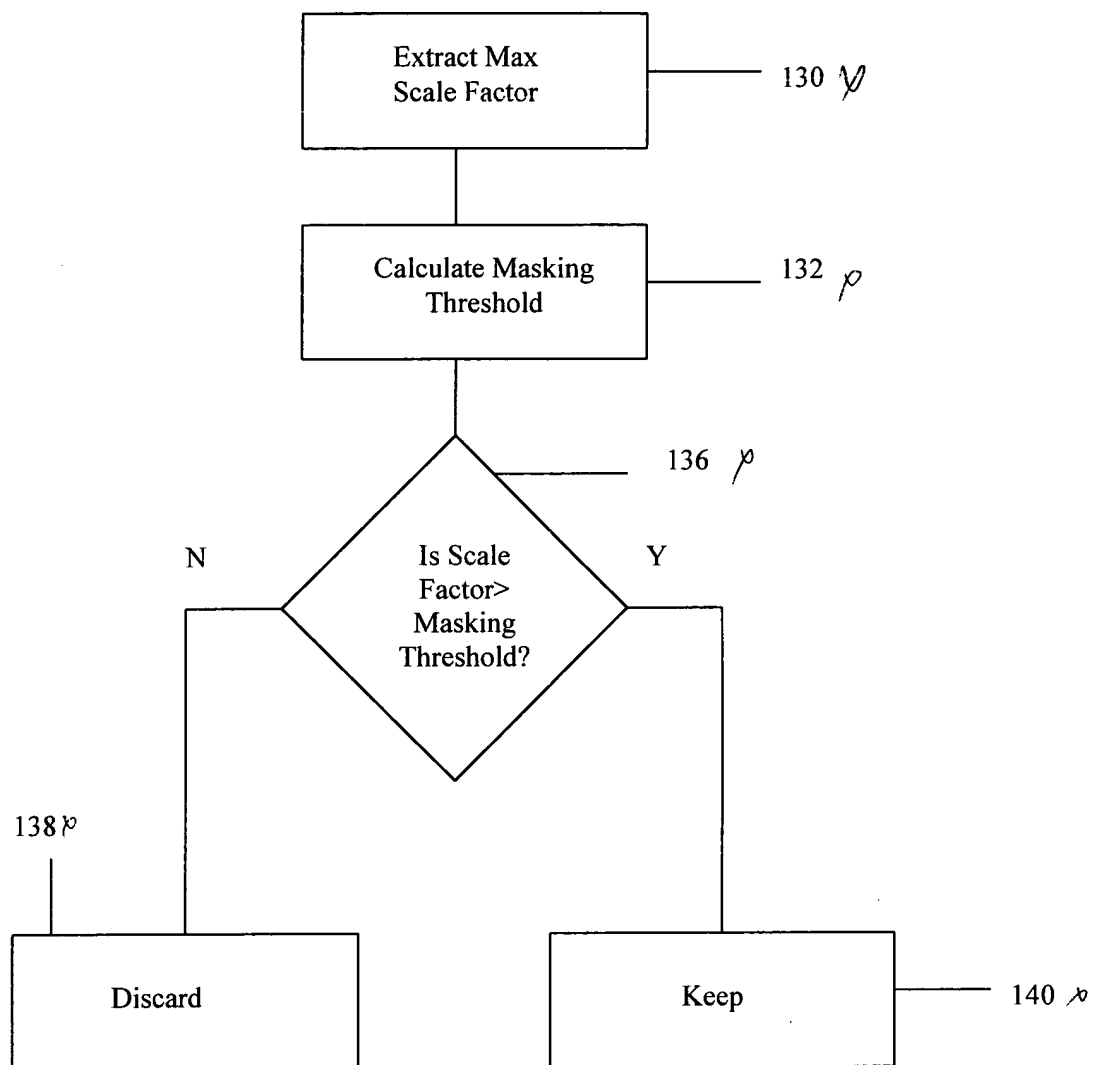 Extract Max
Scale Factor
130
Calculate Masking
Threshold
132
136
N
Y
Is Scale
Factor>
Masking
Threshold?
138
Discard
Keep
140